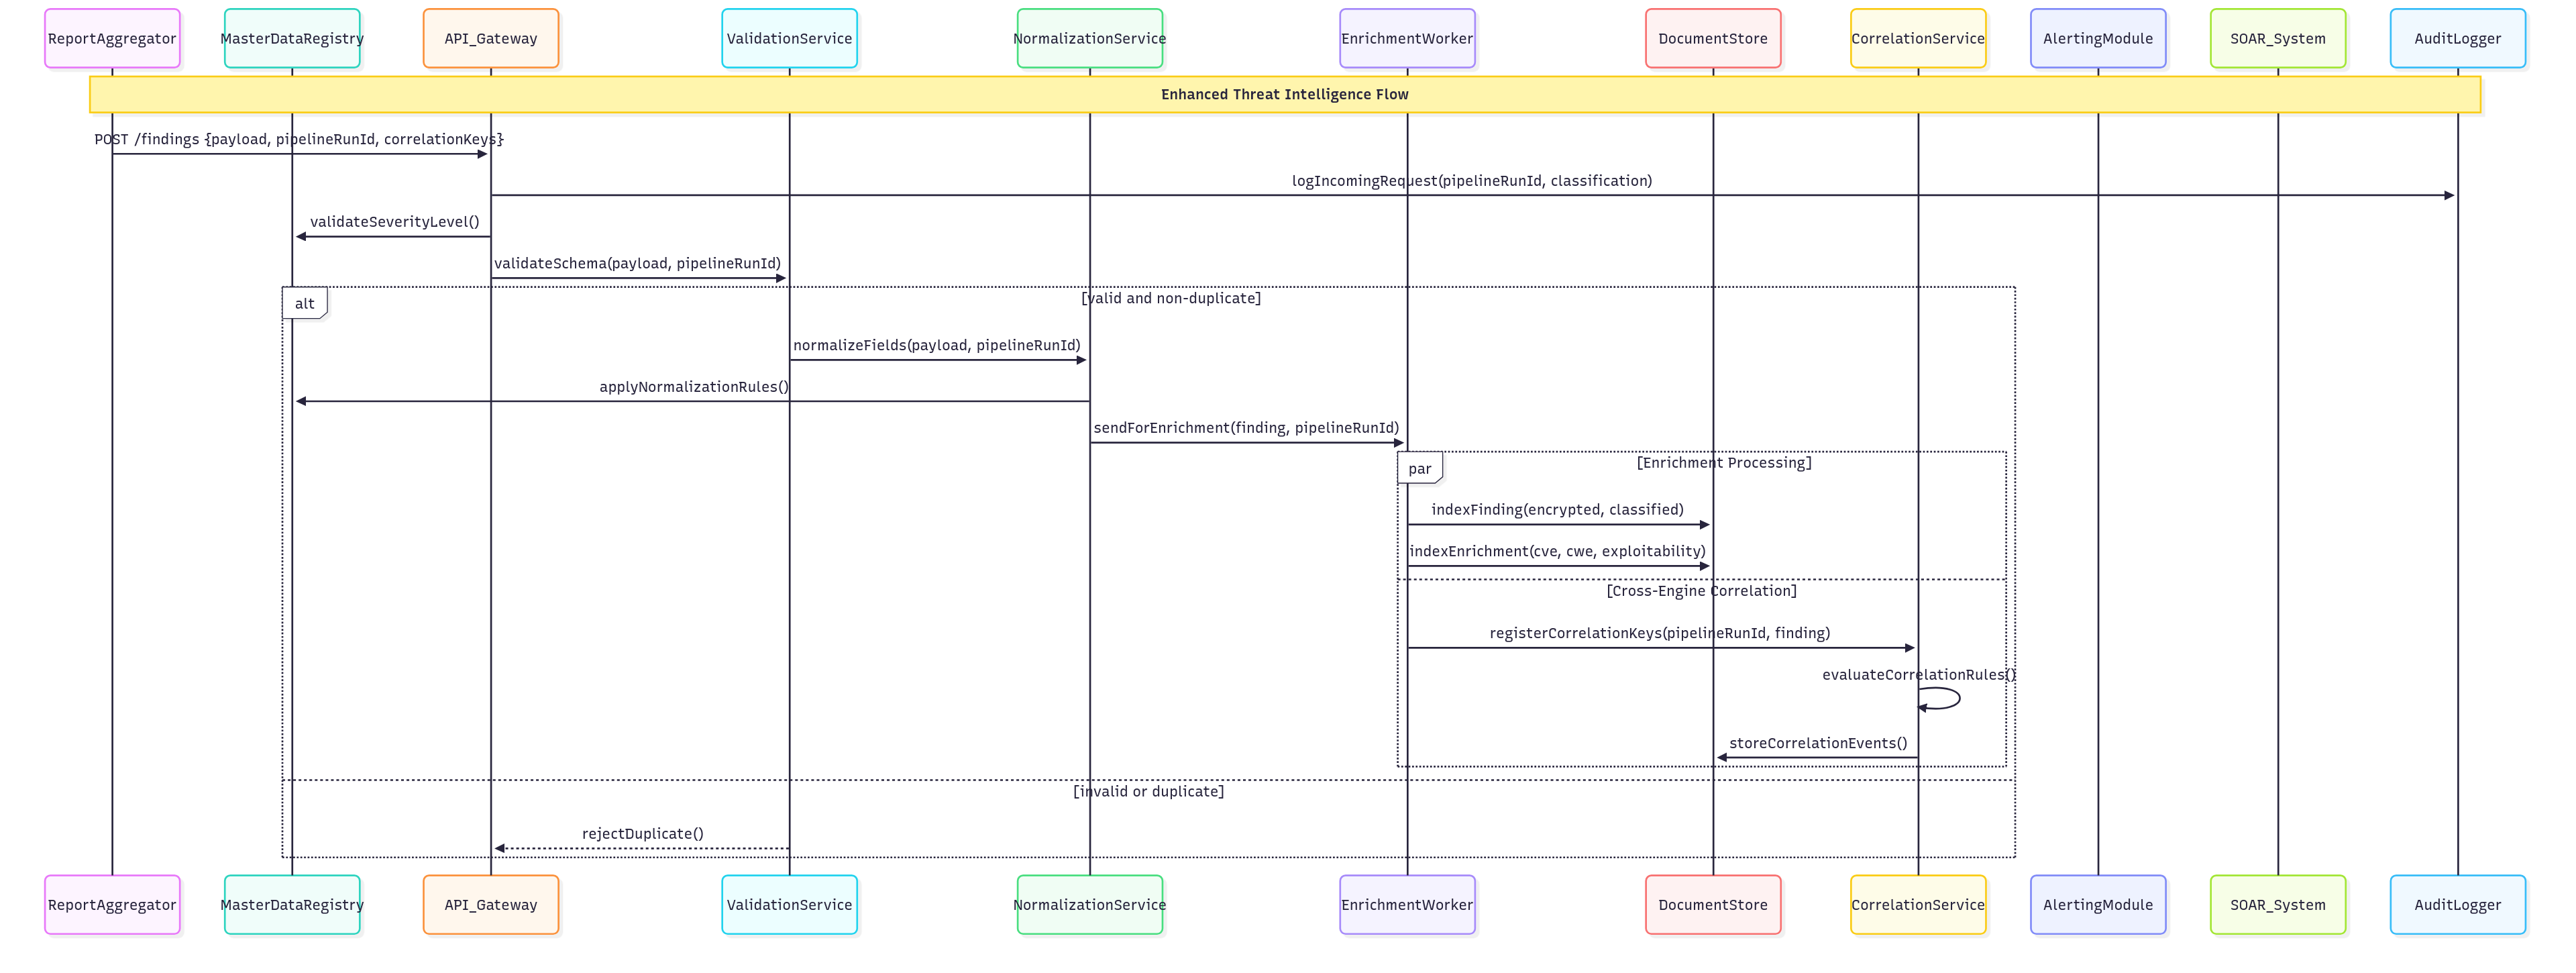 ReportAggregator
MasterDataRegistry
API_Gateway
ValidationService
NormalizationService
EnrichmentWorker
DocumentStore
CorrelationService
AlertingModule
SOAR_System
AuditLogger
Enhanced Threat Intelligence Flow
POST /findings {payload, pipelineRunId, correlationKeys}
logIncomingRequest(pipelineRunId, classification)
validateSeverityLevel()
validateSchema(payload, pipelineRunId)
alt
[valid and non-duplicate]
normalizeFields(payload, pipelineRunId)
applyNormalizationRules()
sendForEnrichment(finding, pipelineRunId)
par
[Enrichment Processing]
indexFinding(encrypted, classified)
indexEnrichment(cve, cwe, exploitability)
[Cross-Engine Correlation]
registerCorrelationKeys(pipelineRunId, finding)
evaluateCorrelationRules()
storeCorrelationEvents()
[invalid or duplicate]
rejectDuplicate()
ReportAggregator
MasterDataRegistry
API_Gateway
ValidationService
NormalizationService
EnrichmentWorker
DocumentStore
CorrelationService
AlertingModule
SOAR_System
AuditLogger